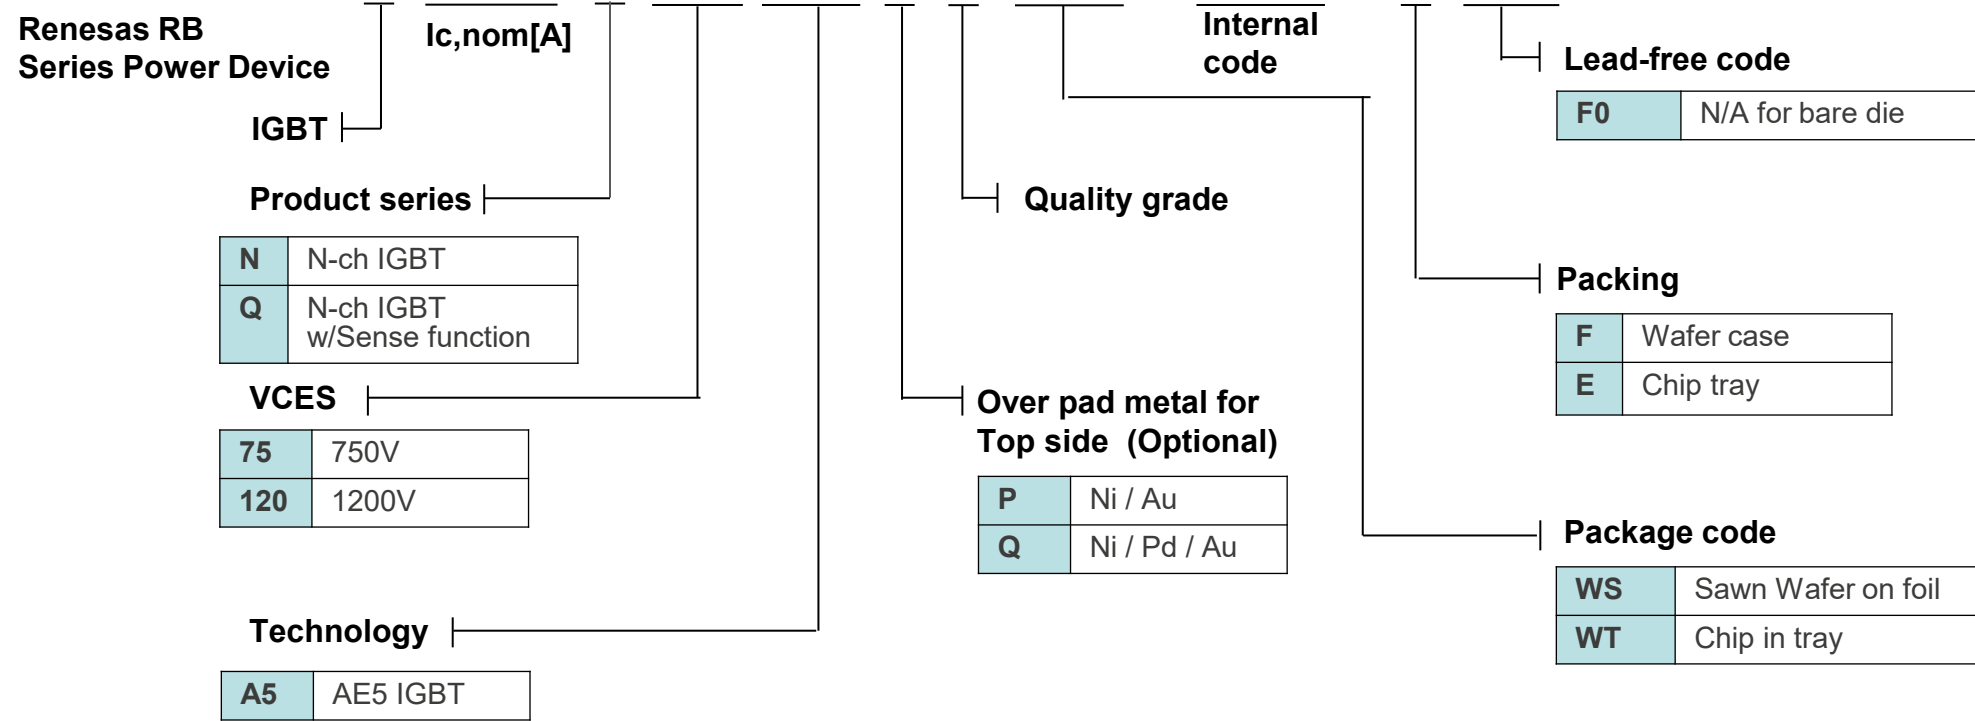 Renesas RB
Series Power Device
Ic,nom[A]
Internal
code
IGBT
Product series
N N-ch IGBT
Q N-ch IGBT
w/Sense function
VCES
75 750V
120 1200V
Technology
A5 AE5 IGBT
Quality grade
Over pad metal for
Top side (Optional)
P Ni / Au
Q Ni / Pd / Au
Lead-free code
F0 N/A for bare die
Packing
F Wafer case
E Chip tray
Package code
WS Sawn Wafer on foil
WT Chip in tray